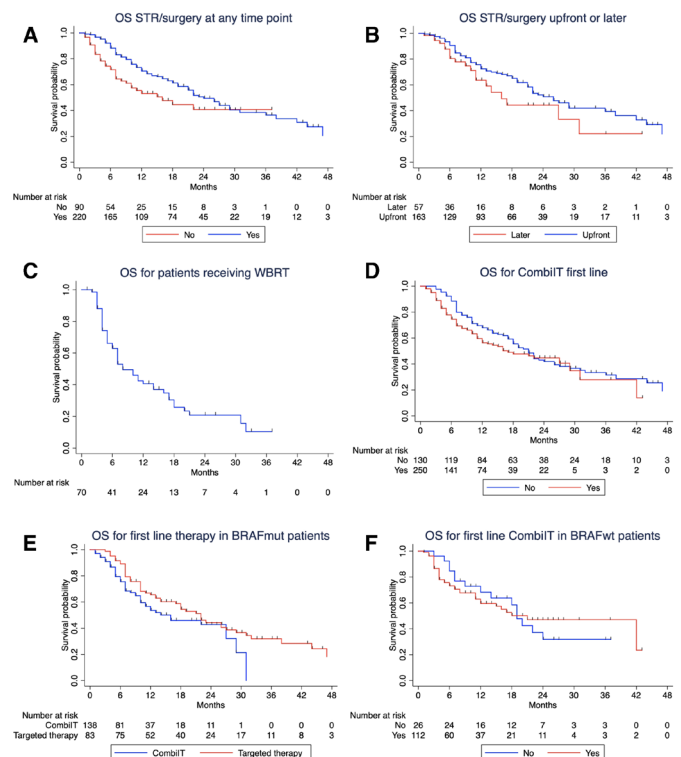 A
OS STR/surgery at any time point
Survival probability
0.0 0.2 0.4 0.6 0.8 1.0
0 6 12 18 24 30 36 42 48
Months
Number at risk
No 90 54 25 15 8 3 1 0 0
Yes 220 165 109 74 45 22 19 12 3
No Yes
B
OS STR/surgery upfront or later
Survival probability
0.0 0.2 0.4 0.6 0.8 1.0
0 6 12 18 24 30 36 42 48
Months
Number at risk
Later 57 36 16 8 6 3 2 1 0
Upfront 163 129 93 66 39 19 17 11 3
Later Upfront
C
OS for patients receiving WBRT
Survival probability
0.0 0.2 0.4 0.6 0.8 1.0
0 6 12 18 24 30 36 42 48
Months
Number at risk
70 41 24 13 7 4 1 0 0
D
OS for CombiIT first line
Survival probability
0.0 0.2 0.4 0.6 0.8 1.0
0 6 12 18 24 30 36 42 48
Months
Number at risk
No 130 119 84 63 38 24 18 10 3
Yes 250 141 74 39 22 5 3 2 0
No Yes
E
OS for first line therapy in BRAFmut patients
Survival probability
0.0 0.2 0.4 0.6 0.8 1.0
0 6 12 18 24 30 36 42 48
Months
Number at risk
CombiIT 138 81 37 18 11 1 0 0 0
Targeted therapy 83 75 52 40 24 17 11 8 3
CombiIT Targeted therapy
F
OS for first line CombiIT in BRAFwt patients
Survival probability
0.0 0.2 0.4 0.6 0.8 1.0
0 6 12 18 24 30 36 42 48
Months
Number at risk
No 26 24 16 12 7 3 3 0 0
Yes 112 60 37 21 11 4 3 2 0
No Yes